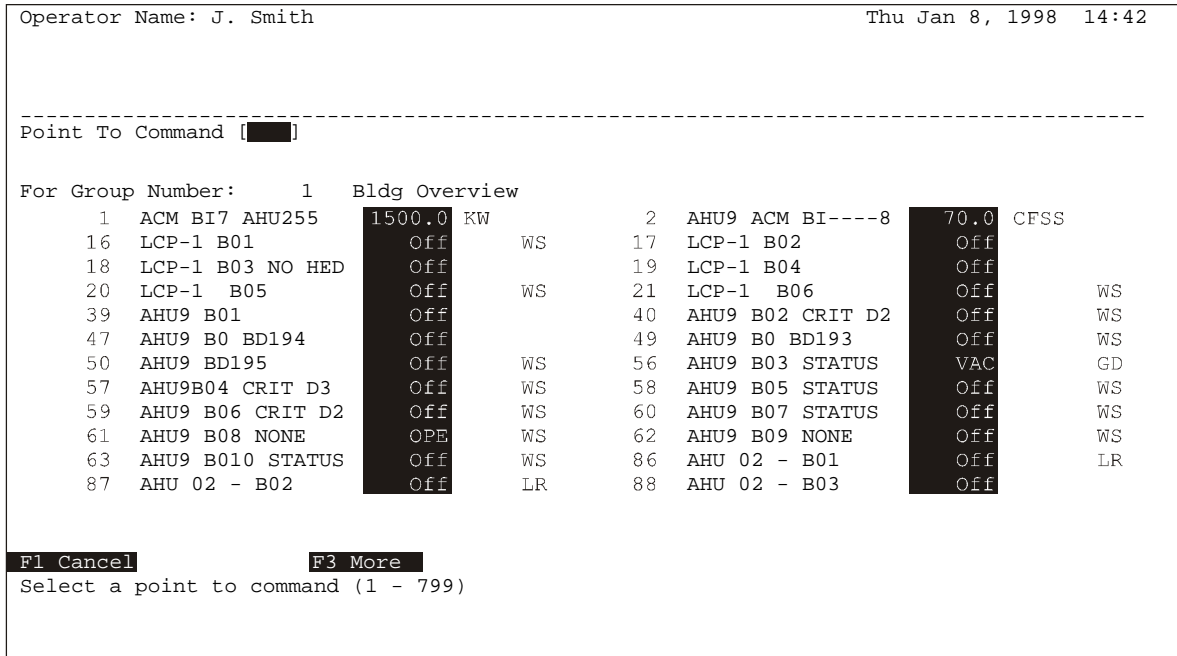 Operator Name: J. Smith Thu Jan 8, 1998 14:42
--------------------------------------------------------------------------------------
Point To Command [ ]
For Group Number: 1 Bldg Overview
1 ACM BI7 AHU255 1500.0 KW 2 AHU9 ACM BI----8 70.0 CFSS
16 LCP-1 B01 Off WS 17 LCP-1 B02 Off
18 LCP-1 B03 NO HED Off 19 LCP-1 B04 Off
20 LCP-1 B05 Off WS 21 LCP-1 B06 Off WS
39 AHU9 B01 Off 40 AHU9 B02 CRIT D2 Off WS
47 AHU9 B0 BD194 Off 49 AHU9 B0 BD193 Off WS
50 AHU9 BD195 Off WS 56 AHU9 B03 STATUS VAC GD
57 AHU9B04 CRIT D3 Off WS 58 AHU9 B05 STATUS Off WS
59 AHU9 B06 CRIT D2 Off WS 60 AHU9 B07 STATUS Off WS
61 AHU9 B08 NONE OPE WS 62 AHU9 B09 NONE Off WS
63 AHU9 B010 STATUS Off WS 86 AHU 02 - B01 Off LR
87 AHU 02 - B02 Off LR 88 AHU 02 - B03 Off
F1 Cancel F3 More
Select a point to command (1 - 799)